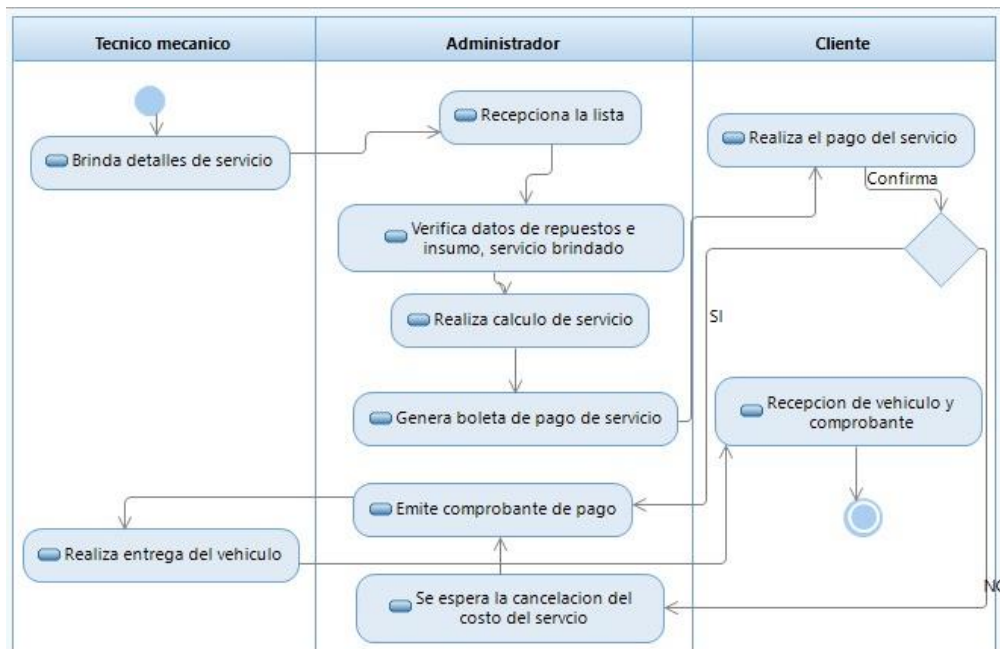 Tecnico mecanico
Administrador
Cliente
Recepciona la lista
Brinda detalles de servicio
Realiza el pago del servicio
Confirma
Verifica datos de repuestos e
insumo, servicio brindado
Realiza calculo de servicio
SI
Genera boleta de pago de servicio
Recepcion de vehiculo y
comprobante
Emite comprobante de pago
Realiza entrega del vehiculo
Se espera la cancelacion del
costo del servcio
NO